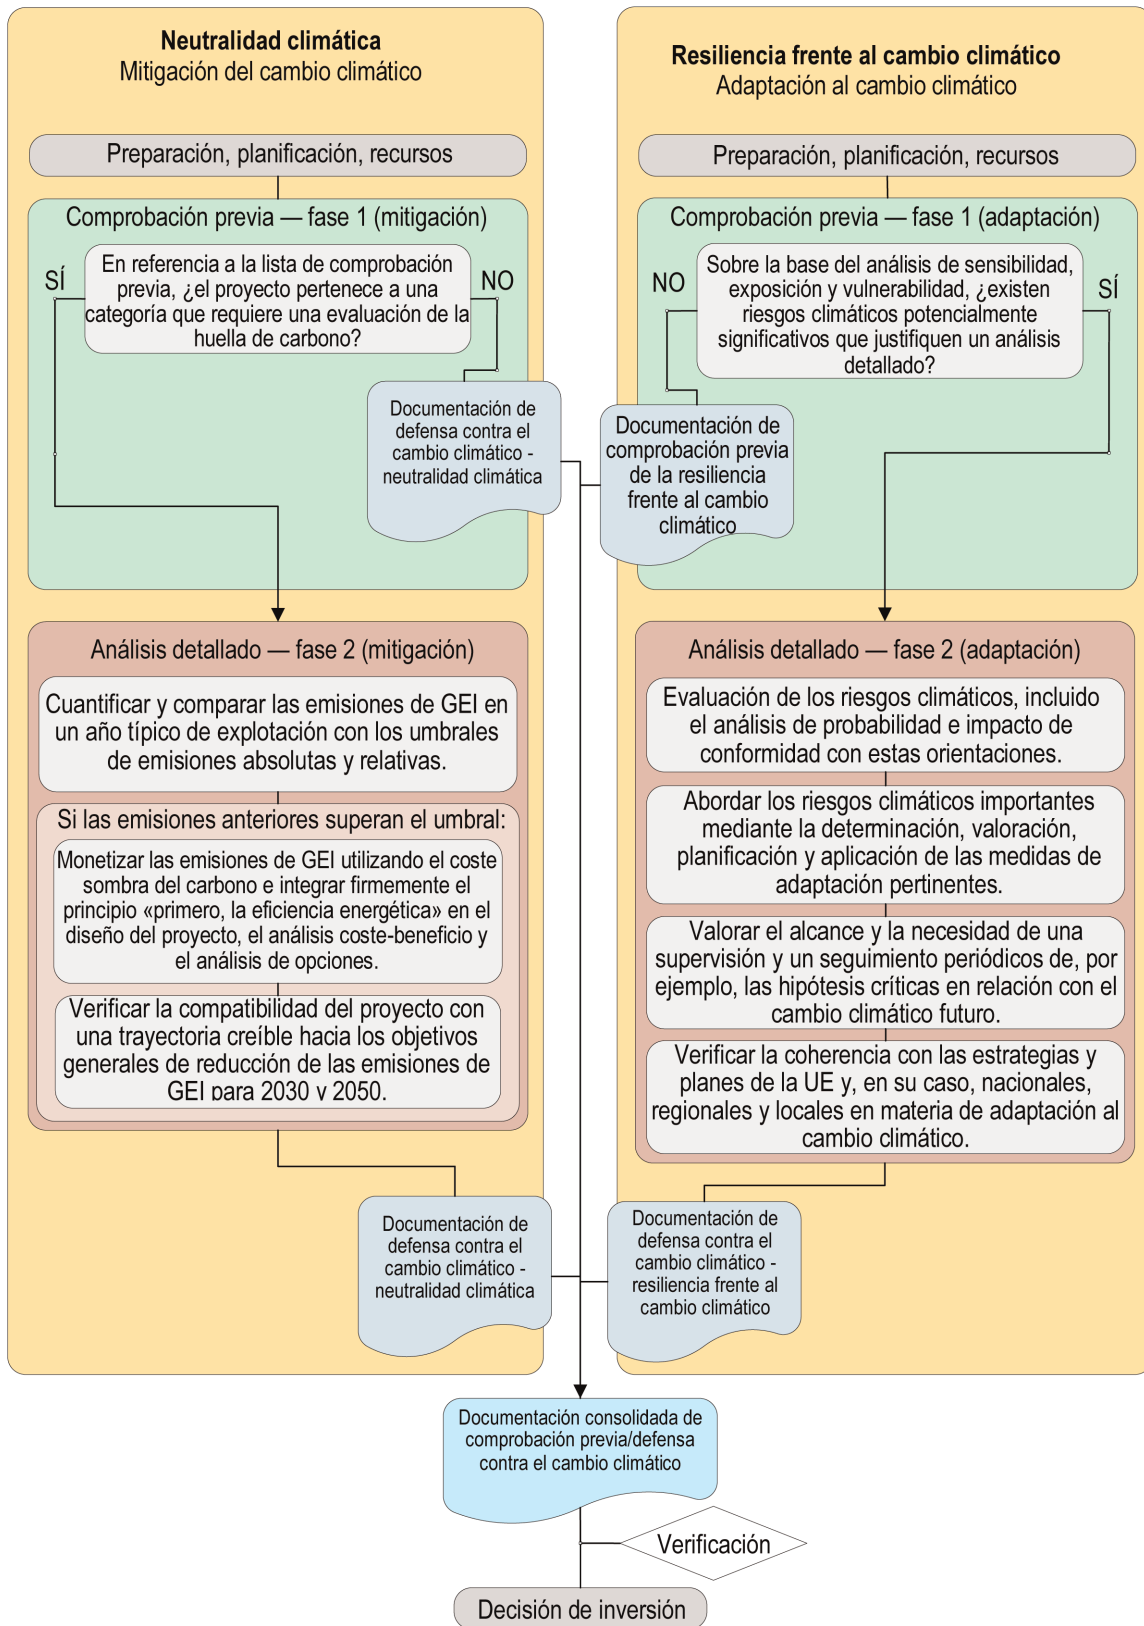 Neutralidad climática
Mitigación del cambio climático
Preparación, planificación, recursos
Comprobación previa — fase 1 (mitigación)
SÍ
En referencia a la lista de comprobación
previa, ¿el proyecto pertenece a una
categoría que requiere una evaluación de la
huella de carbono?
NO
Documentación de
defensa contra el
cambio climático -
neutralidad climática
Análisis detallado — fase 2 (mitigación)
Cuantificar y comparar las emisiones de GEI en
un año típico de explotación con los umbrales
de emisiones absolutas y relativas.
Si las emisiones anteriores superan el umbral:
Monetizar las emisiones de GEI utilizando el coste
sombra del carbono e integrar firmemente el
principio «primero, la eficiencia energética» en el
diseño del proyecto, el análisis coste-beneficio y
el análisis de opciones.
Verificar la compatibilidad del proyecto con
una trayectoria creíble hacia los objetivos
generales de reducción de las emisiones de
GEI para 2030 y 2050.
Documentación de
defensa contra el
cambio climático -
neutralidad climática
Resiliencia frente al cambio climático
Adaptación al cambio climático
Preparación, planificación, recursos
Comprobación previa — fase 1 (adaptación)
NO
Sobre la base del análisis de sensibilidad,
exposición y vulnerabilidad, ¿existen
riesgos climáticos potencialmente
significativos que justifiquen un análisis
detallado?
SÍ
Documentación de
comprobación previa
de la resiliencia
frente al cambio
climático
Análisis detallado — fase 2 (adaptación)
Evaluación de los riesgos climáticos, incluido
el análisis de probabilidad e impacto de
conformidad con estas orientaciones.
Abordar los riesgos climáticos importantes
mediante la determinación, valoración,
planificación y aplicación de las medidas de
adaptación pertinentes.
Valorar el alcance y la necesidad de una
supervisión y un seguimiento periódicos de, por
ejemplo, las hipótesis críticas en relación con el
cambio climático futuro.
Verificar la coherencia con las estrategias y
planes de la UE y, en su caso, nacionales,
regionales y locales en materia de adaptación al
cambio climático.
Documentación de
defensa contra el
cambio climático -
resiliencia frente al
cambio climático
Documentación consolidada de
comprobación previa/defensa
contra el cambio climático
Verificación
Decisión de inversión